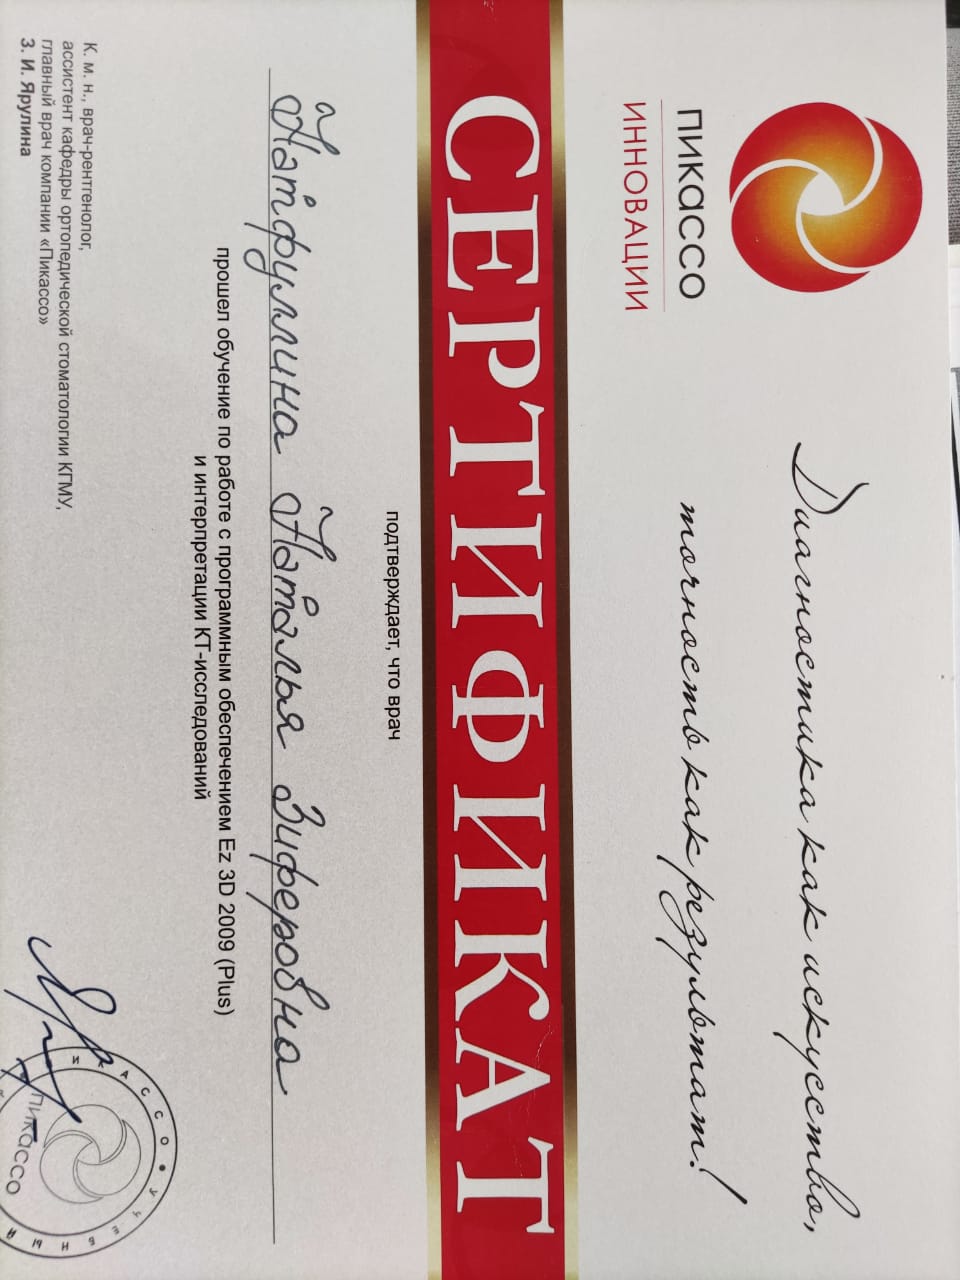 пикассо
ИННОВАЦИИ
Диагностика как искусство,
точность как результат!
СЕРТИФИКАТ
подтверждает, что врач
Натфуллина Наталья Зиферовна
прошел обучение по работе с программным обеспечением Ez 3D 2009 (Plus)
и интерпретации КТ-исследований
К. м. н., врач-рентгенолог,
ассистент кафедры ортопедической стоматологии КГМУ,
главный врач компании «Пикассо»
З. И. Ярулина
ИКАССО • УЧЕБНЫЙ
пикассо